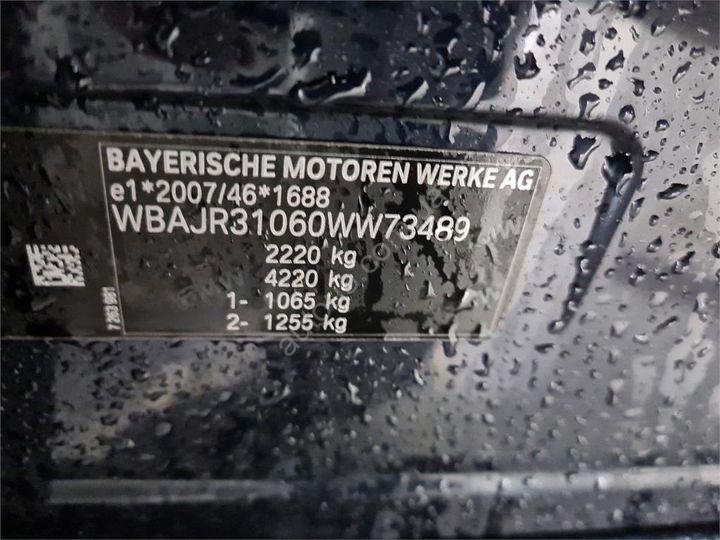 BAYERISCHE MOTOREN WERKE AG
e1*2007/46*1688
WBAJR31060WW73489
2220 kg
4220 kg
1- 1065 kg
2- 1255 kg